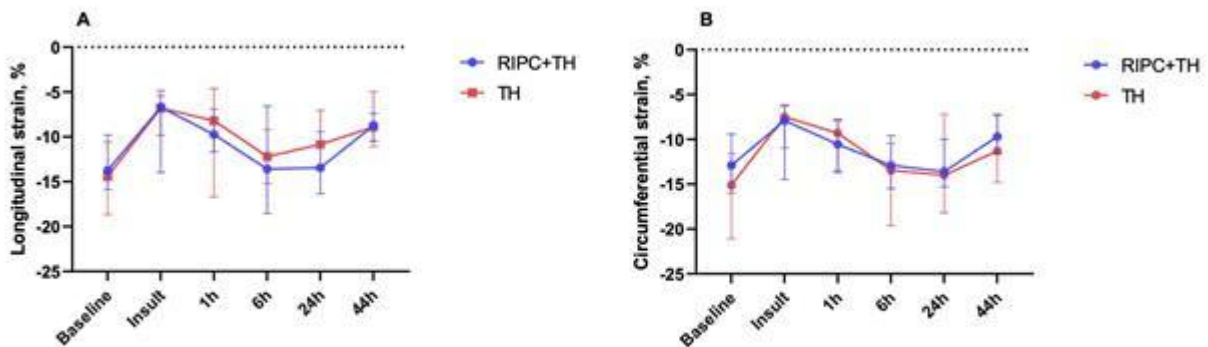 A
Longitudinal strain, %
0
-5
-10
-15
-20
-25
Baseline
Insult
1h
6h
24h
44h
RIPC+TH
TH
B
Circumferential strain, %
0
-5
-10
-15
-20
-25
Baseline
Insult
1h
6h
24h
44h
RIPC+TH
TH